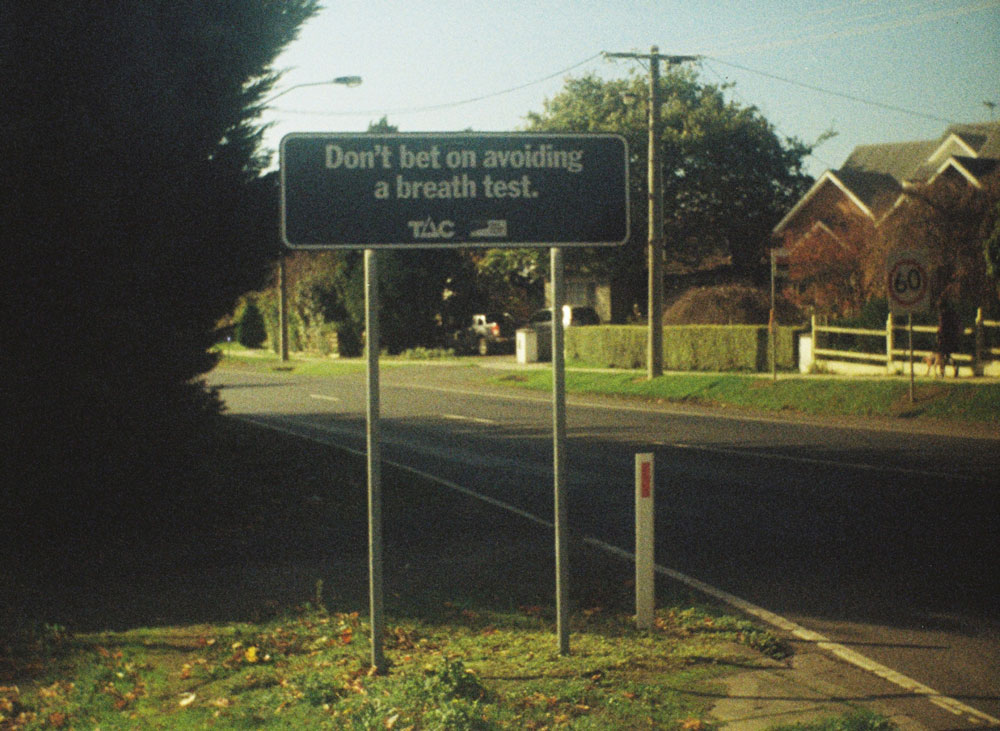 Don't bet on avoiding
a breath test.
TAC
60